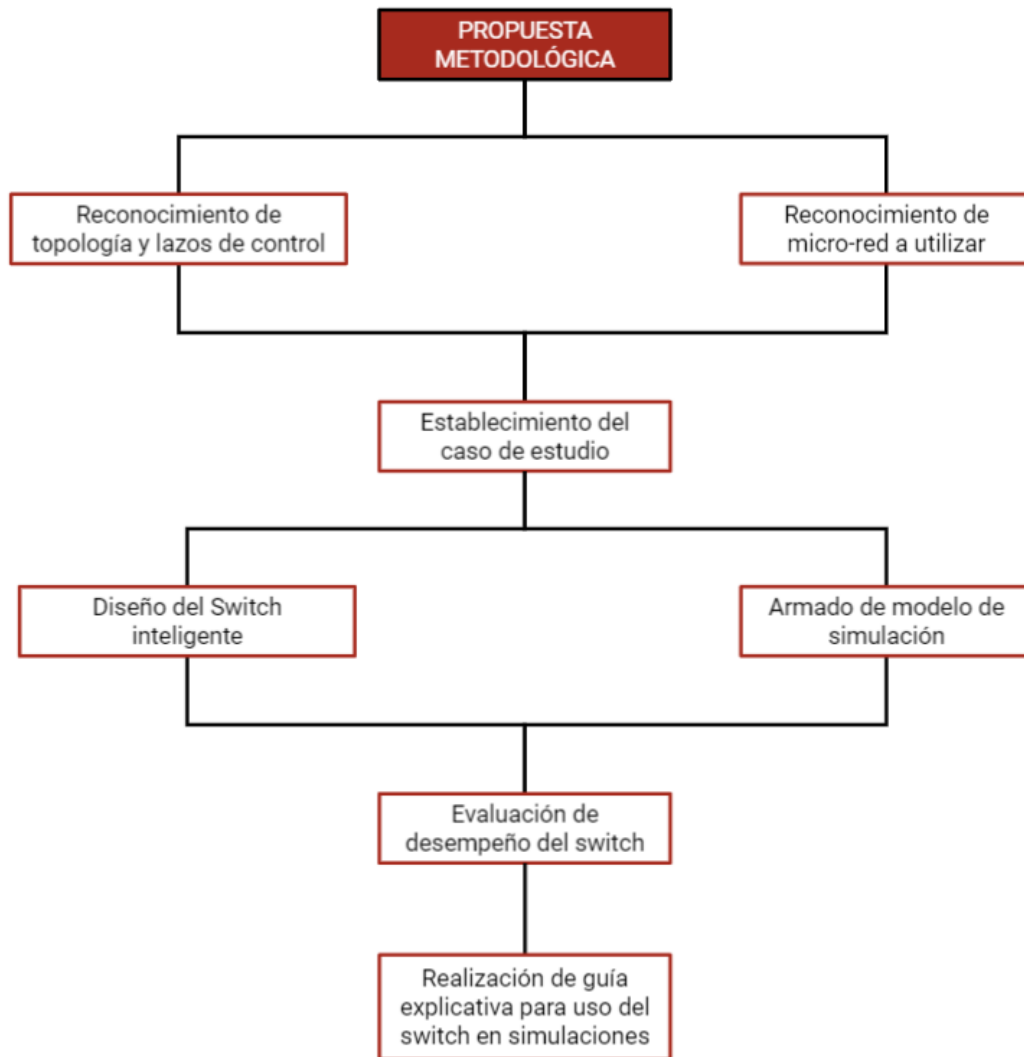 PROPUESTA
METODOLÓGICA
Reconocimiento de
topología y lazos de control
Reconocimiento de
micro-red a utilizar
Establecimiento del
caso de estudio
Diseño del Switch
inteligente
Armado de modelo de
simulación
Evaluación de
desempeño del switch
Realización de guía
explicativa para uso del
switch en simulaciones